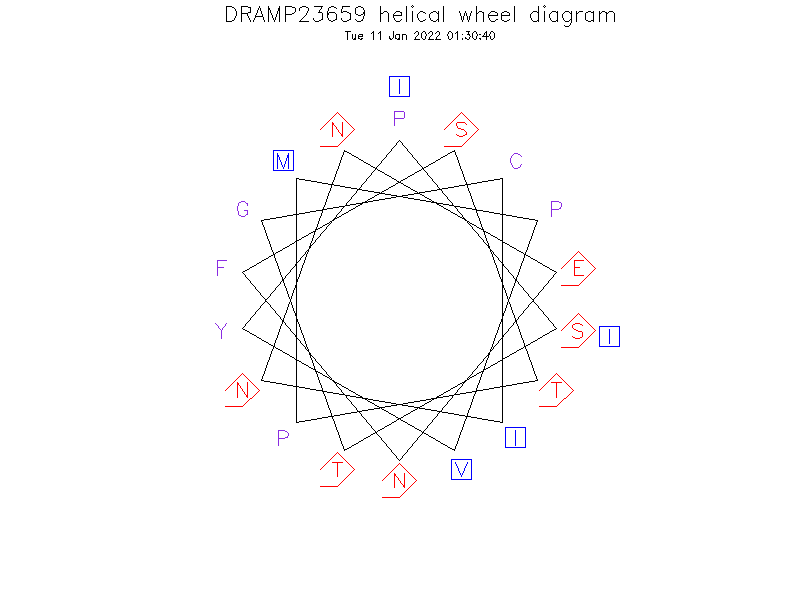 DRAMP23659 helical wheel diagram
Tue 11 Jan 2022 01:30:40
I
N P S
M C
G P
F E
Y S I
N T
P I
T N V